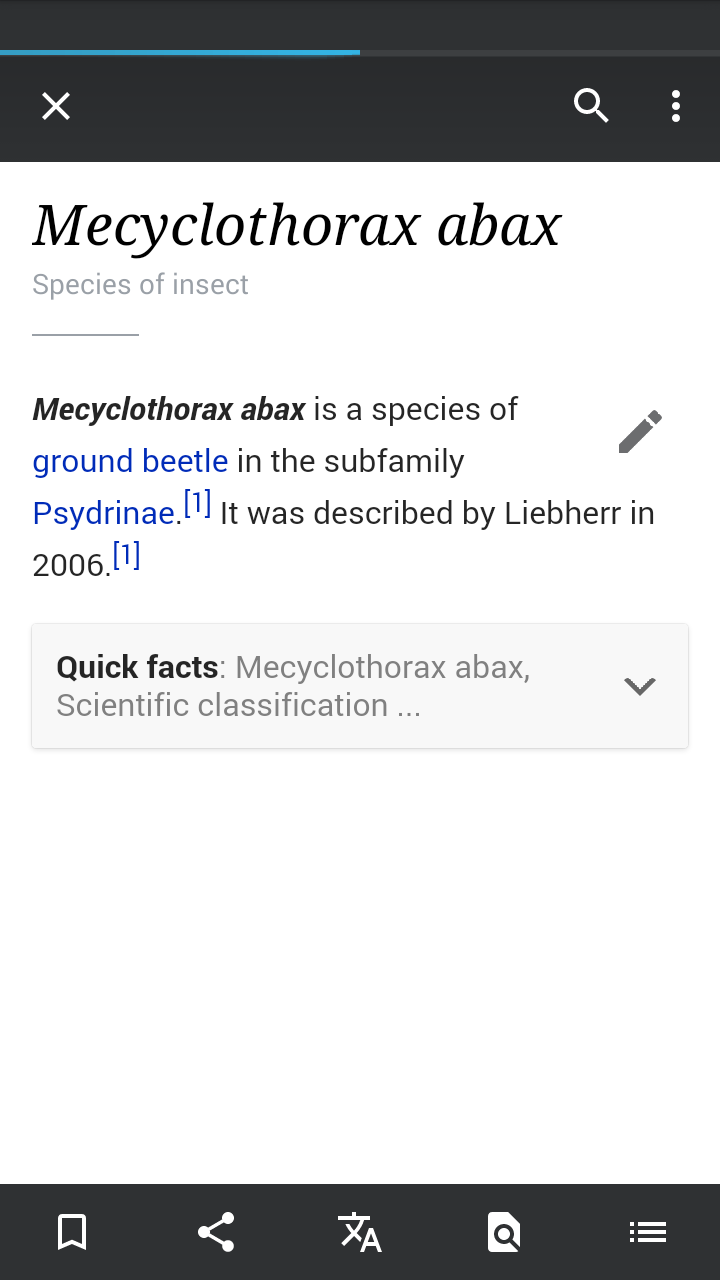 Mecyclothorax abax
Species of insect
Mecyclothorax abax is a species of
ground beetle in the subfamily
Psydrinae.[1] It was described by Liebherr in
2006.[1]
Quick facts: Mecyclothorax abax,
Scientific classification ...